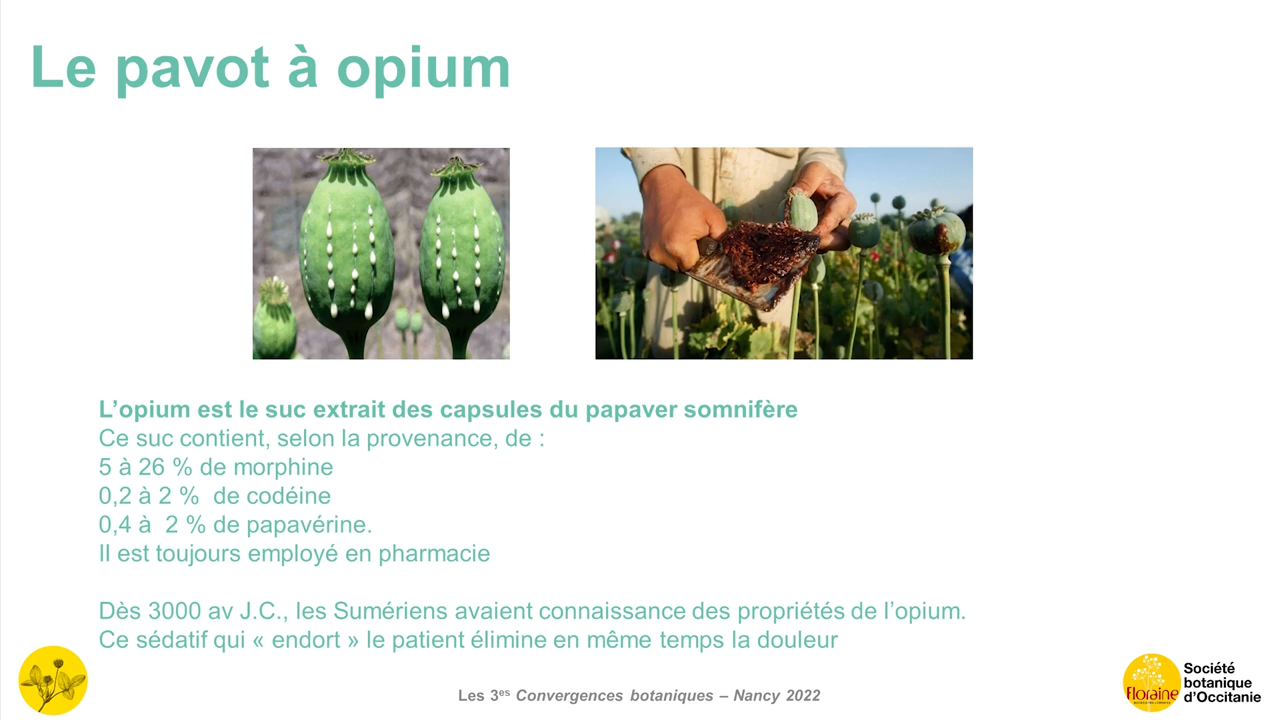 Le pavot à opium
L’opium est le suc extrait des capsules du papaver somnifère
Ce suc contient, selon la provenance, de :
5 à 26 % de morphine
0,2 à 2 %  de codéine
0,4 à  2 % de papavérine.
Il est toujours employé en pharmacie
Dès 3000 av J.C., les Sumériens avaient connaissance des propriétés de l’opium.
Ce sédatif qui « endort » le patient élimine en même temps la douleur
Les 3es Convergences botaniques – Nancy 2022
Floraine
Société
botanique
d’Occitanie